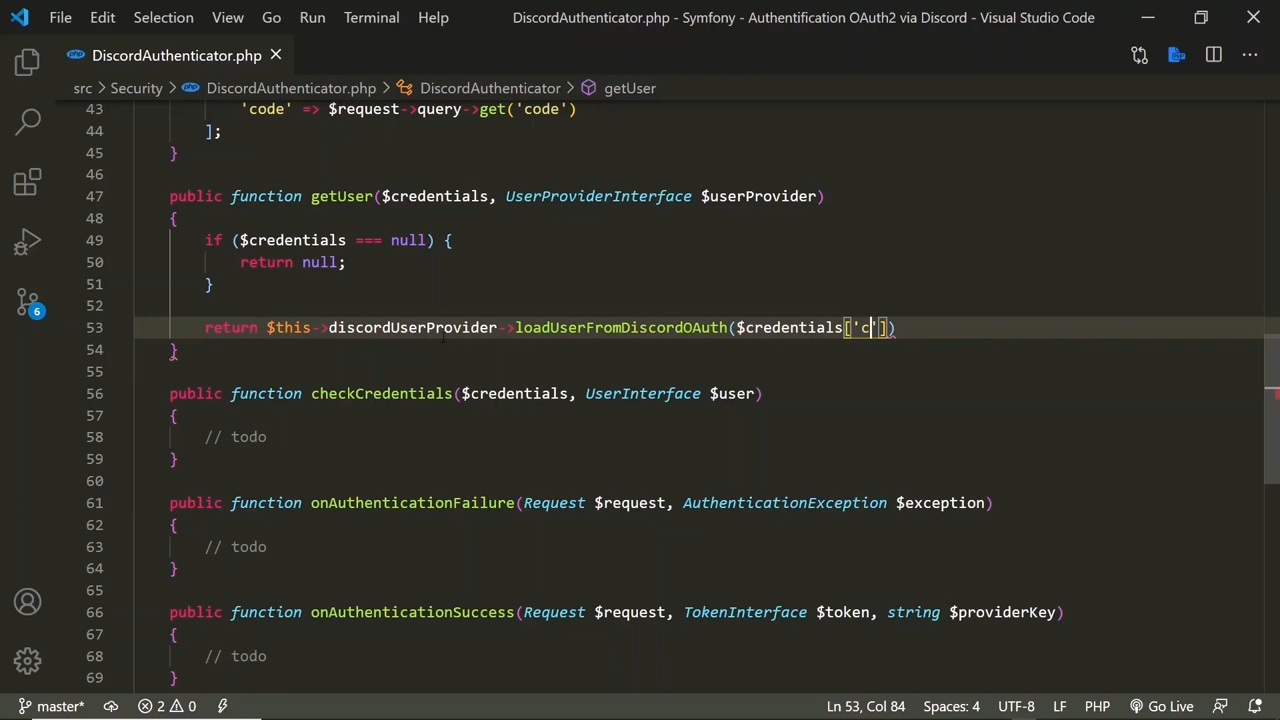 File Edit Selection View Go Run Terminal Help DiscordAuthenticator.php - Symfony - Authentification OAuth2 via Discord - Visual Studio Code
DiscordAuthenticator.php
src > Security > DiscordAuthenticator.php > DiscordAuthenticator > getUser
43 'code' => $request->query->get('code')
44 ];
45 }
46
47 public function getUser($credentials, UserProviderInterface $userProvider)
48 {
49 if ($credentials === null) {
50 return null;
51 }
52
53 return $this->discordUserProvider->loadUserFromDiscordOAuth($credentials['c'])
54 }
55
56 public function checkCredentials($credentials, UserInterface $user)
57 {
58 // todo
59 }
60
61 public function onAuthenticationFailure(Request $request, AuthenticationException $exception)
62 {
63 // todo
64 }
65
66 public function onAuthenticationSuccess(Request $request, TokenInterface $token, string $providerKey)
67 {
68 // todo
69 }
6
master* 2 0 Ln 53, Col 84 Spaces: 4 UTF-8 LF PHP Go Live